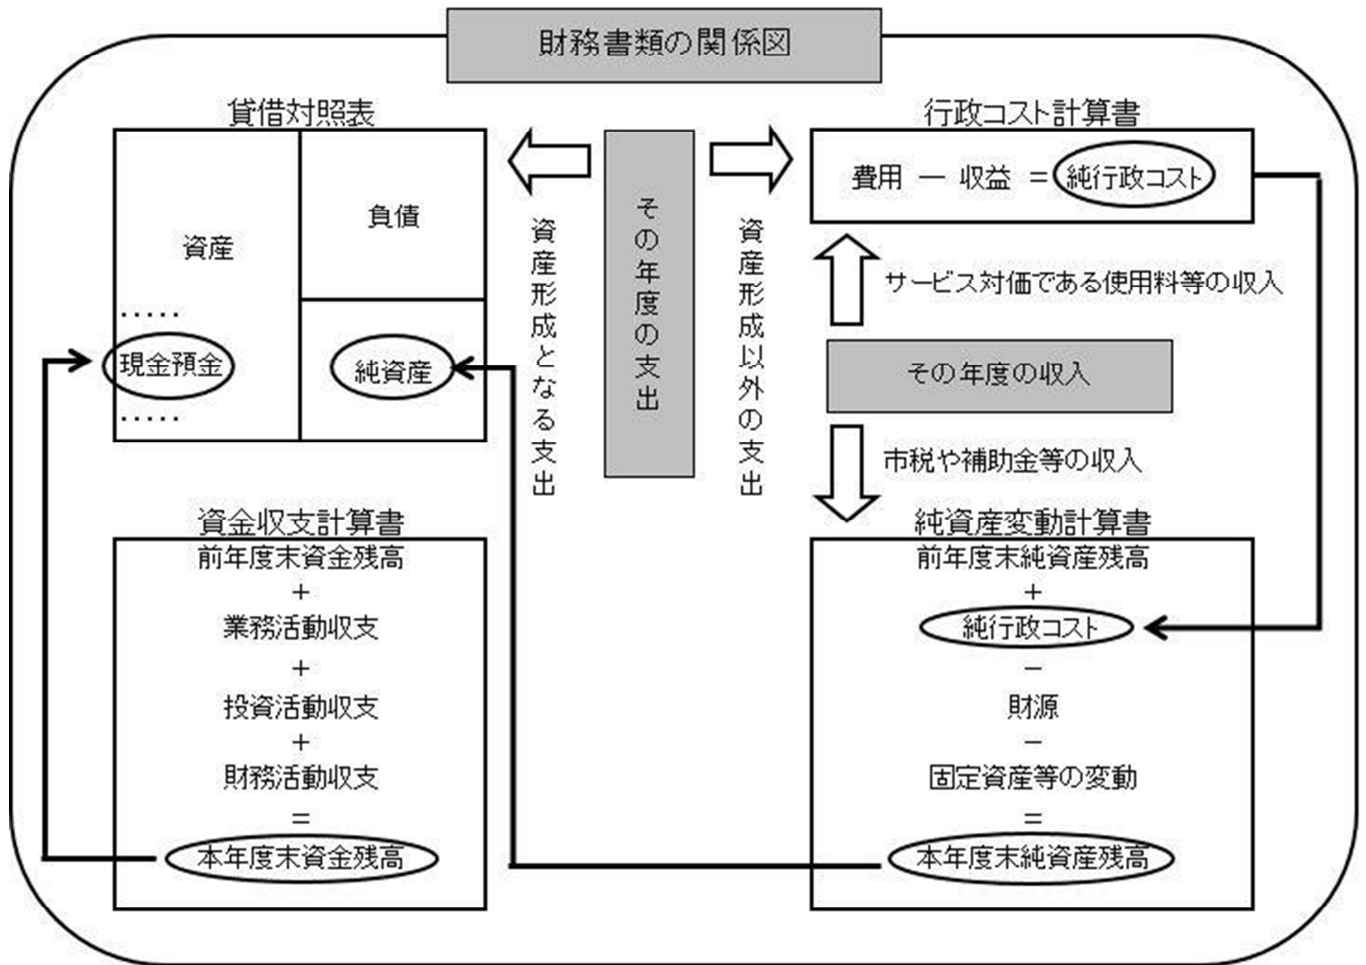 財務書類の関係図
貸借対照表
資産
‥‥‥
現金預金
‥‥‥
負債
純資産
資産形成となる支出
その年度の支出
資産形成以外の支出
行政コスト計算書
費用 － 収益 ＝ 純行政コスト
サービス対価である使用料等の収入
その年度の収入
市税や補助金等の収入
資金収支計算書
前年度末資金残高
＋
業務活動収支
＋
投資活動収支
＋
財務活動収支
＝
本年度末資金残高
純資産変動計算書
前年度末純資産残高
＋
純行政コスト
－
財源
－
固定資産等の変動
＝
本年度末純資産残高